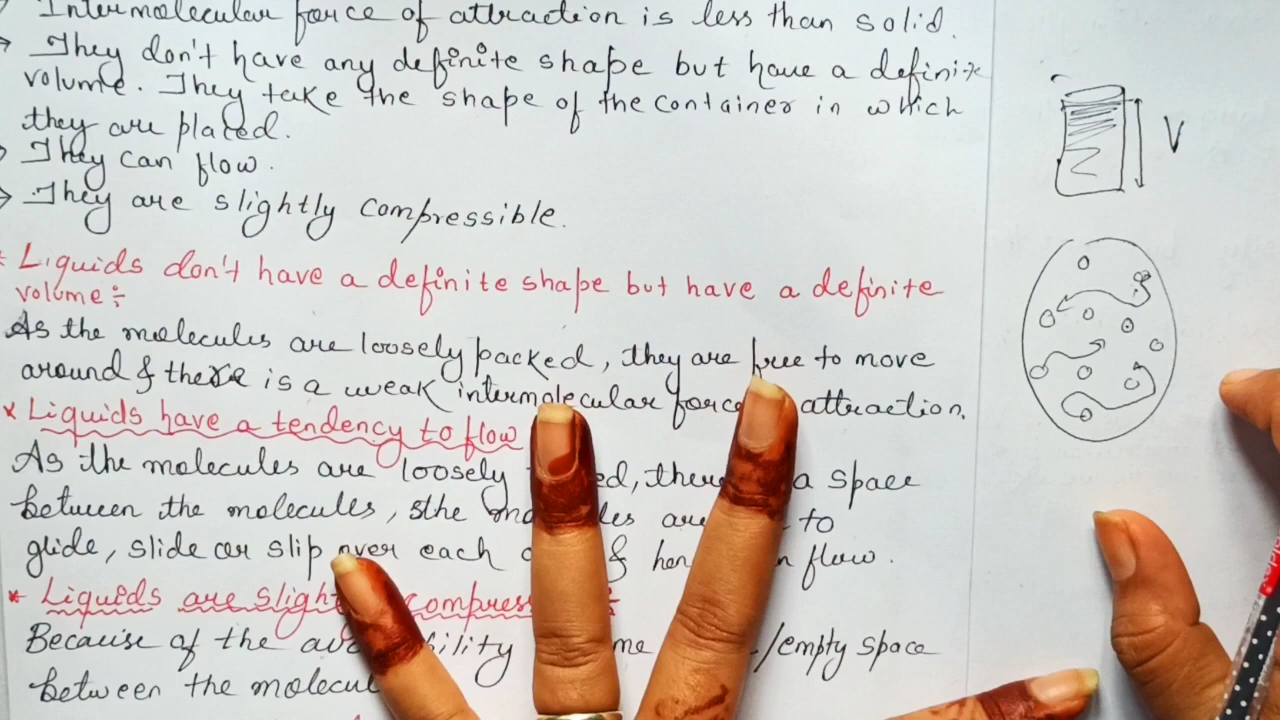 Intermolecular force of attraction is less than solid.
→ They don't have any definite shape but have a definite
volume. They take the shape of the container in which
they are placed.
→ They can flow.
→ They are slightly compressible.
V
* Liquids don't have a definite shape but have a definite
volume :-
As the molecules are loosely packed, they are free to move
around & there is a weak intermolecular force attraction.
* Liquids have a tendency to flow
As the molecules are loosely ed, there a space
between the molecules, the are to
glide, slide or slip over each & flow.
* Liquids are compress
Because of the /empty space
between the